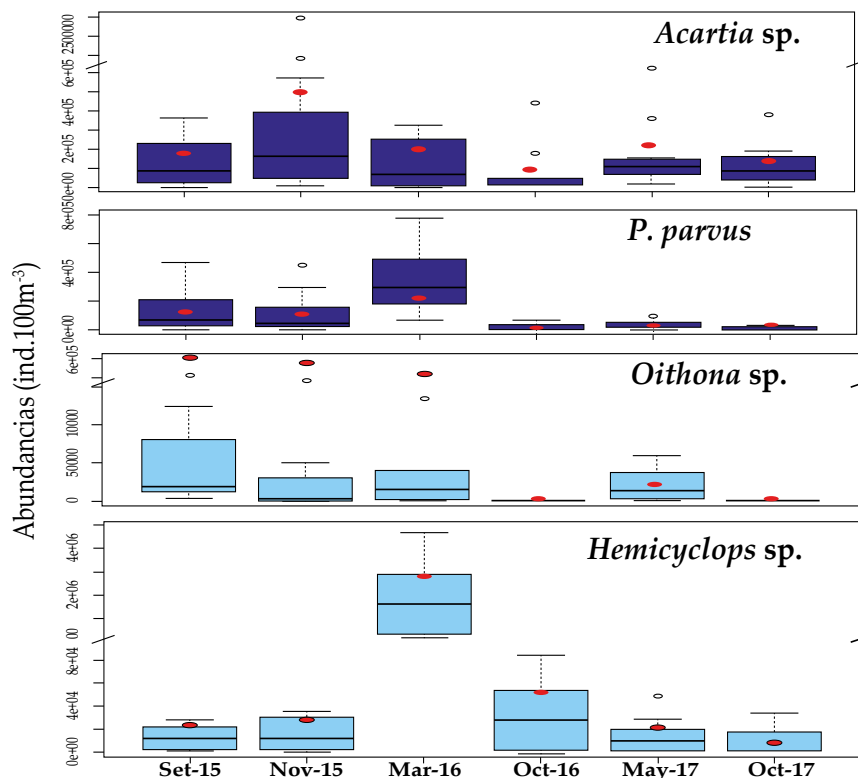 Abundancias (ind.100m-3)
Acartia sp.
2500000
6e+05
4e+05
2e+05
0e+00
P. parvus
8e+05
4e+05
0e+00
Oithona sp.
6e+05
10000
50000
0
Hemicyclops sp.
4e+06
2e+06
00
8e+04
4e+04
0e+00
Set-15 Nov-15 Mar-16 Oct-16 May-17 Oct-17